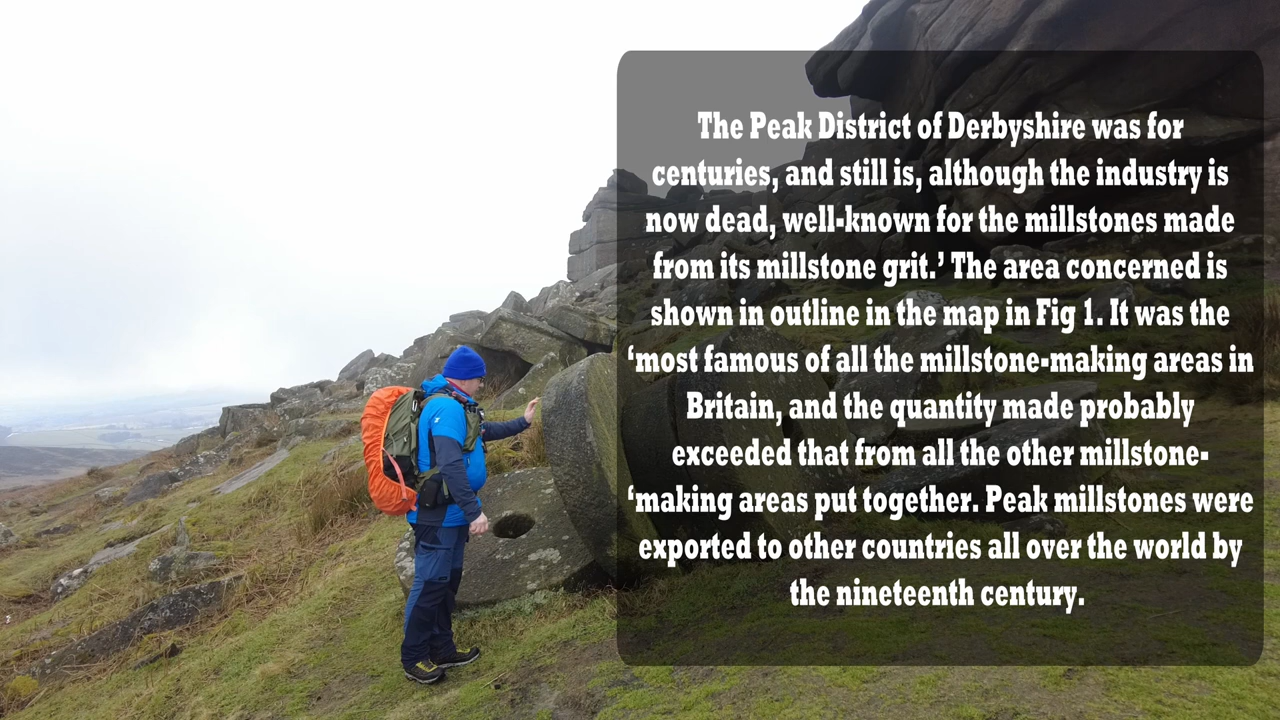 The Peak District of Derbyshire was for
centuries, and still is, although the industry is
now dead, well-known for the millstones made
from its millstone grit.’ The area concerned is
shown in outline in the map in Fig 1. It was the
‘most famous of all the millstone-making areas in
Britain, and the quantity made probably
exceeded that from all the other millstone-
‘making areas put together. Peak millstones were
exported to other countries all over the world by
the nineteenth century.